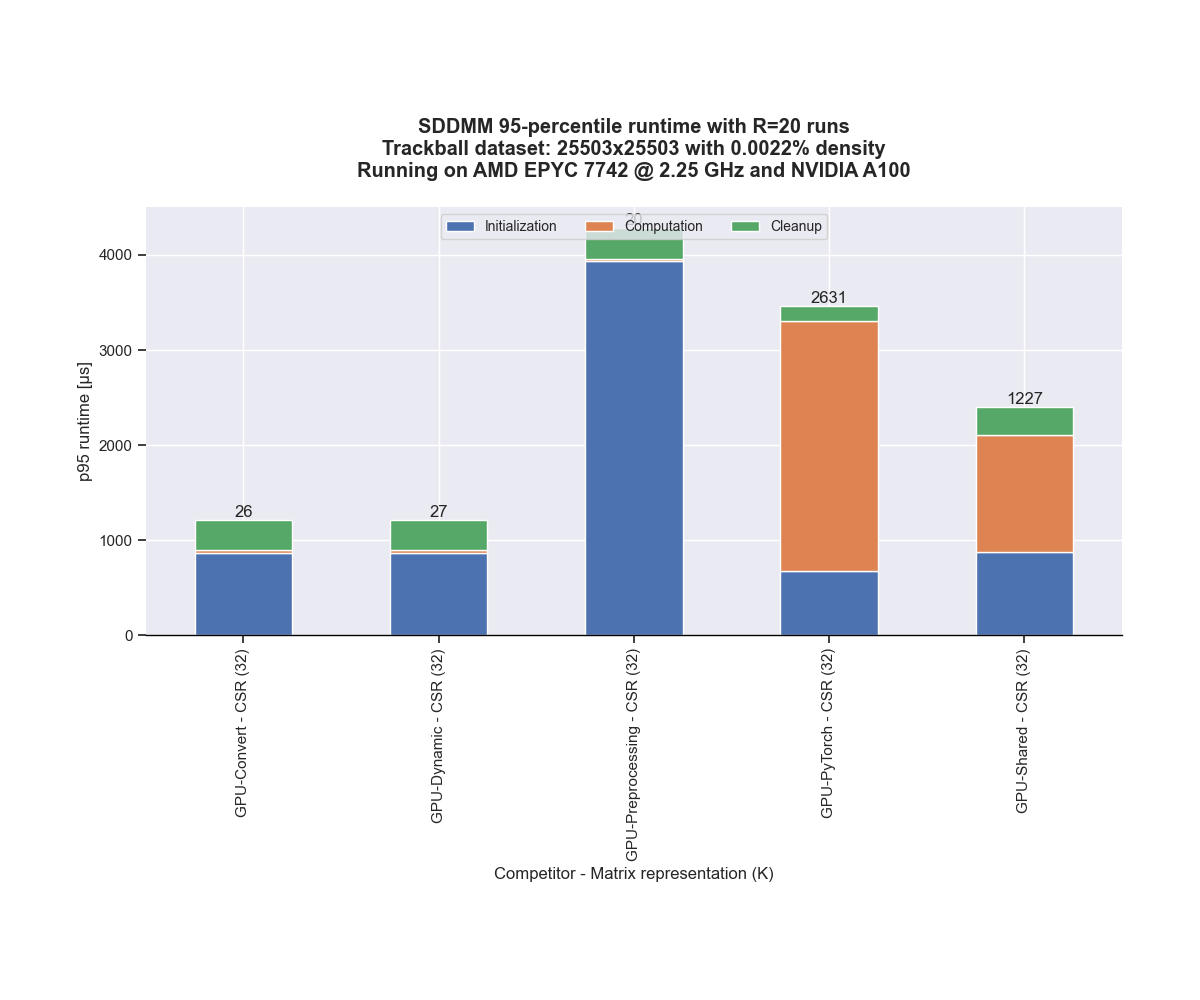 SDDMM 95-percentile runtime with R=20 runs
Trackball dataset: 25503x25503 with 0.0022% density
Running on AMD EPYC 7742 @ 2.25 GHz and NVIDIA A100
Initialization Computation Cleanup
4000
3000
2000
1000
0
p95 runtime [µs]
26
27
2631
1227
GPU-Convert - CSR (32)
GPU-Dynamic - CSR (32)
GPU-Preprocessing - CSR (32)
GPU-PyTorch - CSR (32)
GPU-Shared - CSR (32)
Competitor - Matrix representation (K)